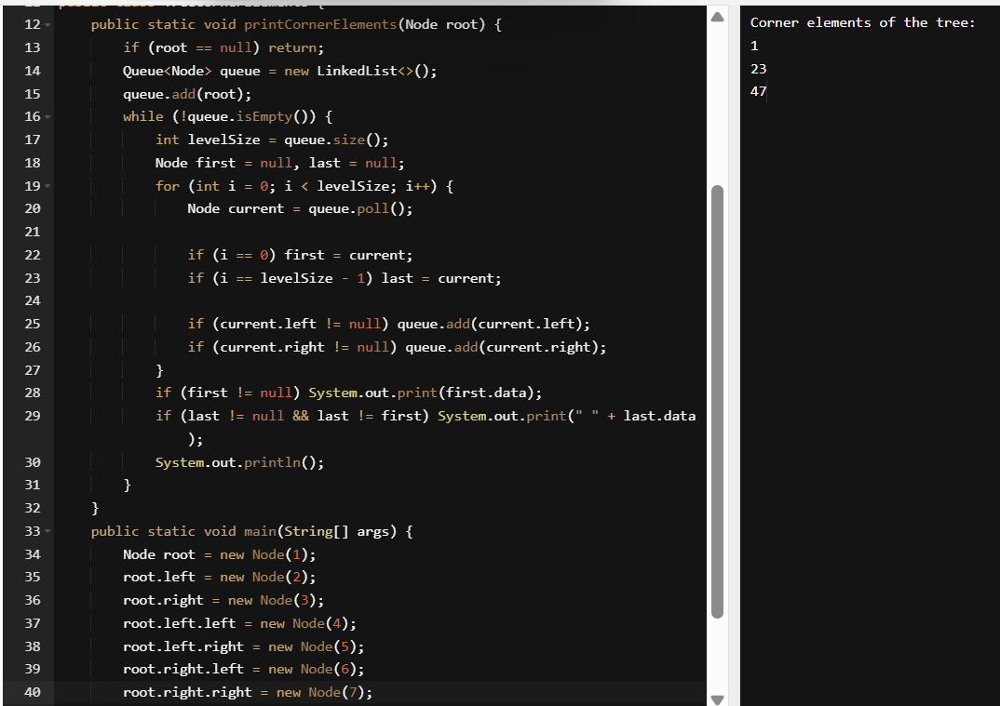 12 public static void printCornerElements(Node root) {
13 if (root == null) return;
14 Queue<Node> queue = new LinkedList<>();
15 queue.add(root);
16 while (!queue.isEmpty()) {
17 int levelSize = queue.size();
18 Node first = null, last = null;
19 for (int i = 0; i < levelSize; i++) {
20 Node current = queue.poll();
21
22 if (i == 0) first = current;
23 if (i == levelSize - 1) last = current;
24
25 if (current.left != null) queue.add(current.left);
26 if (current.right != null) queue.add(current.right);
27 }
28 if (first != null) System.out.print(first.data);
29 if (last != null && last != first) System.out.print(" " + last.data
);
30 System.out.println();
31 }
32 }
33 public static void main(String[] args) {
34 Node root = new Node(1);
35 root.left = new Node(2);
36 root.right = new Node(3);
37 root.left.left = new Node(4);
38 root.left.right = new Node(5);
39 root.right.left = new Node(6);
40 root.right.right = new Node(7);
Corner elements of the tree:
1
23
47